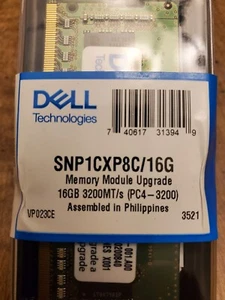 DELL
Technologies
7 40617 31394 9
SNP1CXP8C/16G
Memory Module Upgrade
16GB 3200MT/s (PC4-3200)
Assembled in Philippines
VP023CE 3521